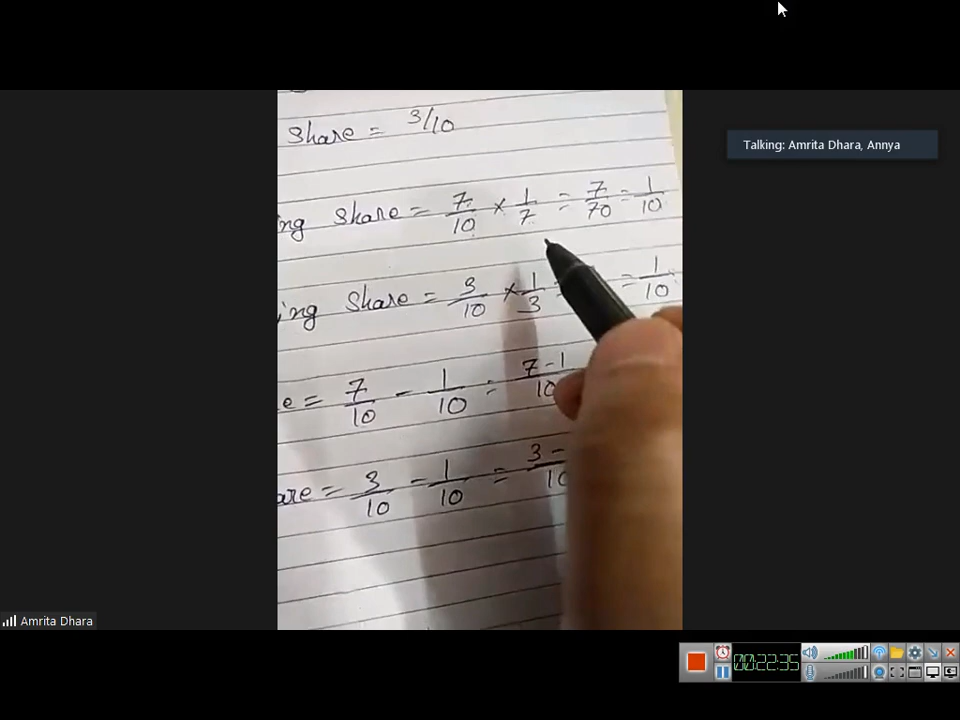 Share = 3/10
Talking: Amrita Dhara, Annya
ng Share = 7/10 × 1/7 = 7/70 = 1/10
ing Share = 3/10 × 1/3 = = 1/10
e = 7/10 - 1/10 = 7-1/10
are = 3/10 - 1/10 = 3-/10
Amrita Dhara
00:22:35